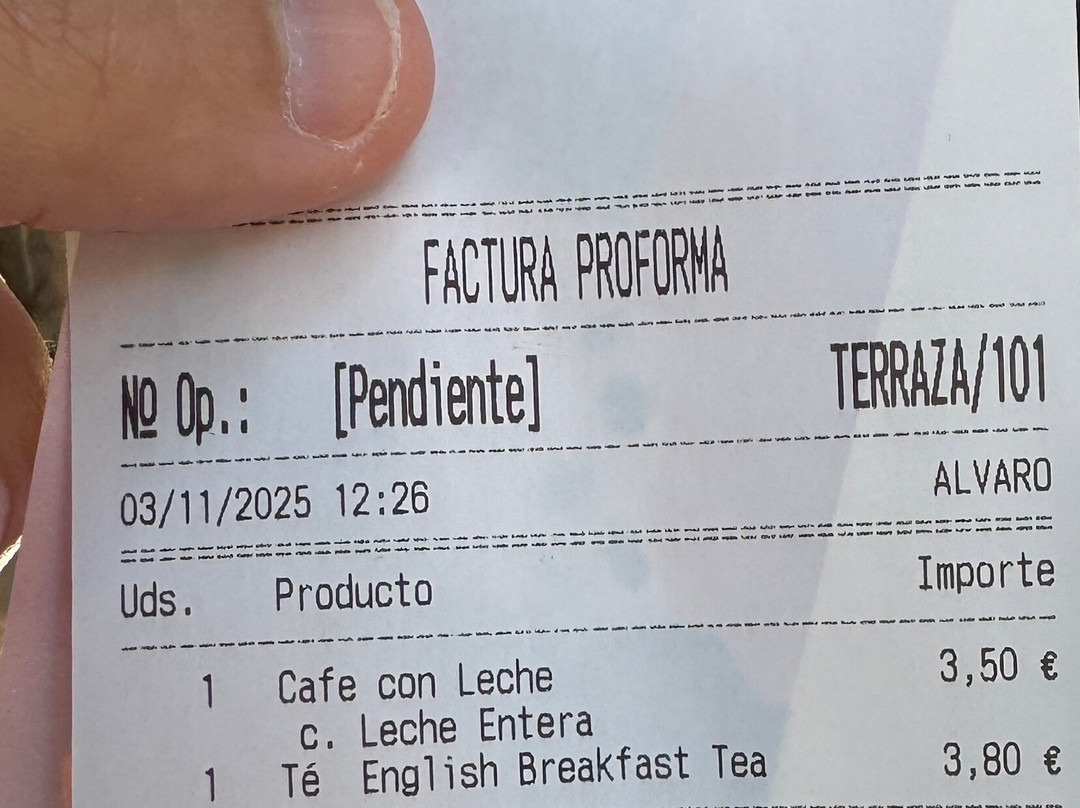 FACTURA PROFORMA
Nº Op.: [Pendiente] TERRAZA/101
03/11/2025 12:26 ALVARO
Uds. Producto Importe
1 Cafe con Leche 3,50 €
c. Leche Entera
1 Té English Breakfast Tea 3,80 €